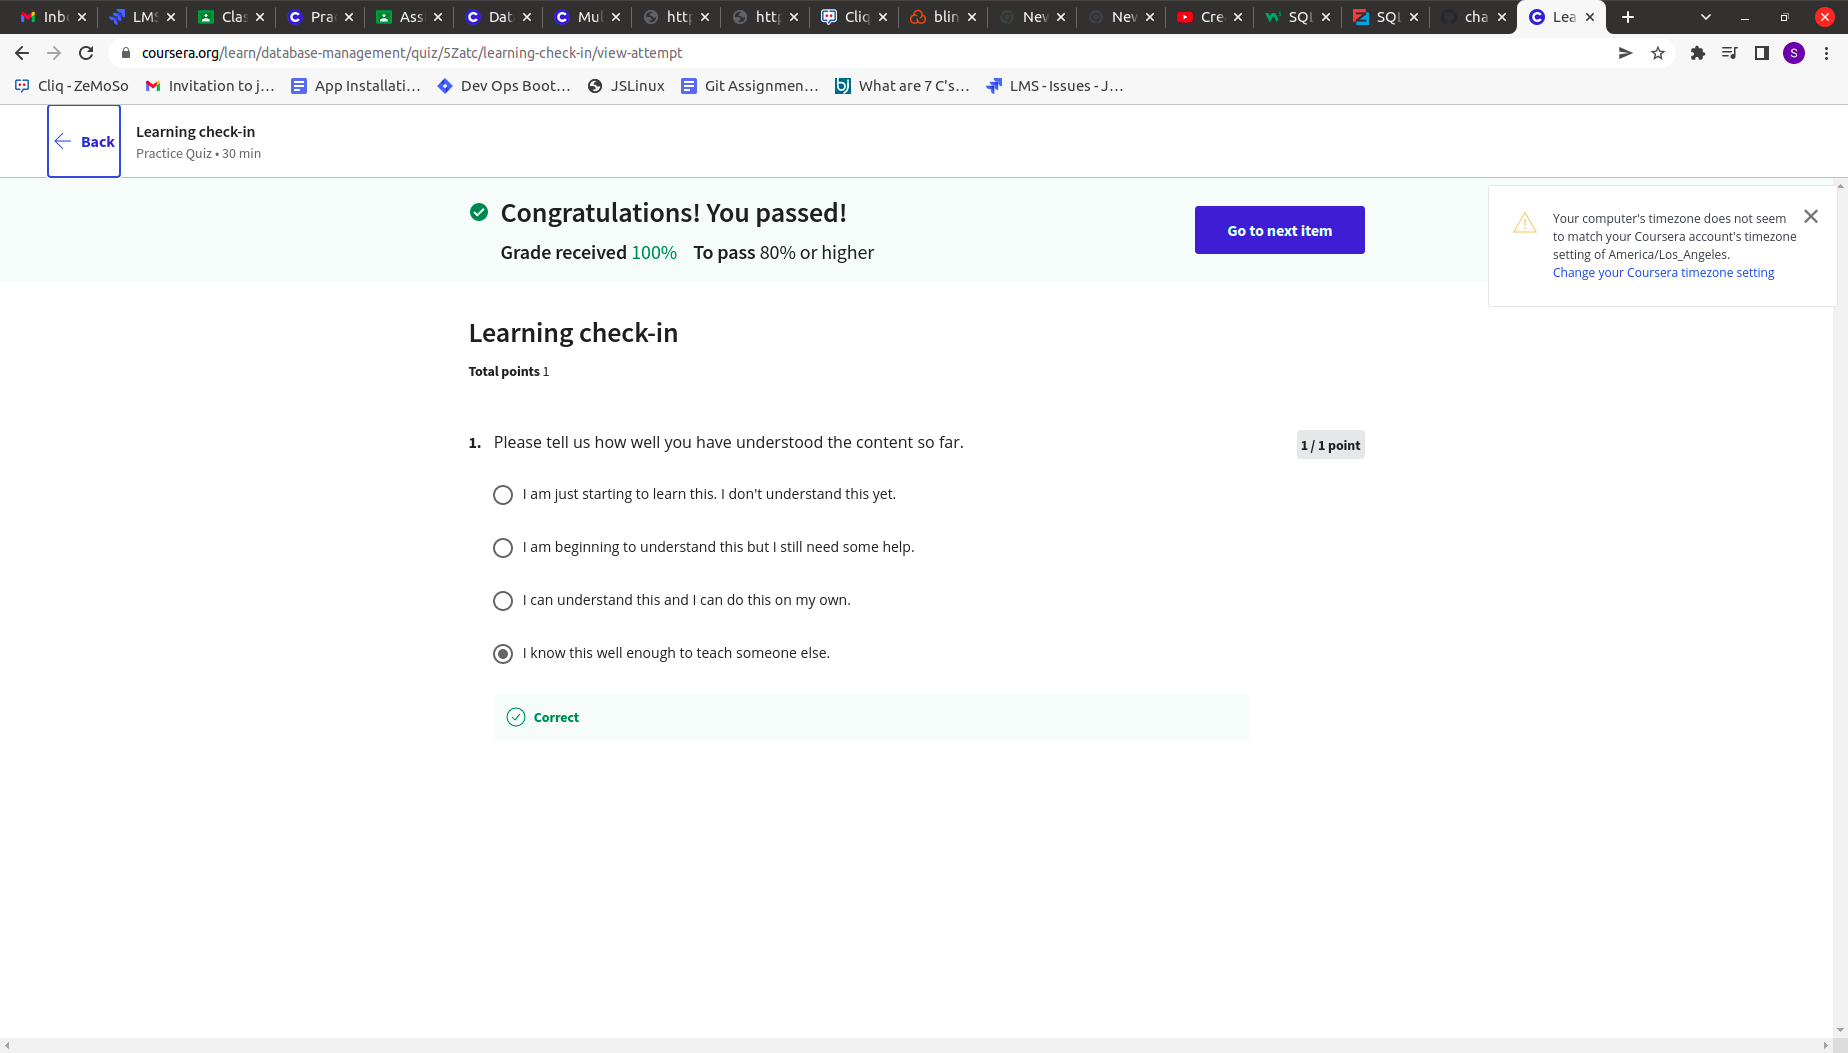 Inb
LMS
Clas
Pra
Ass
Dat
Mul
http
http
Cliq
blin
New
New
Cre
SQL
SQL
cha
Lea
coursera.org/learn/database-management/quiz/5Zatc/learning-check-in/view-attempt
S
Cliq - ZeMoSo
Invitation to j...
App Installati...
Dev Ops Boot...
JSLinux
Git Assignmen...
What are 7 C's...
LMS - Issues - J...
Back
Learning check-in
Practice Quiz • 30 min
Congratulations! You passed!
Grade received 100% To pass 80% or higher
Go to next item
Your computer's timezone does not seem
to match your Coursera account's timezone
setting of America/Los_Angeles.
Change your Coursera timezone setting
Learning check-in
Total points 1
1. Please tell us how well you have understood the content so far.
1 / 1 point
I am just starting to learn this. I don't understand this yet.
I am beginning to understand this but I still need some help.
I can understand this and I can do this on my own.
I know this well enough to teach someone else.
Correct